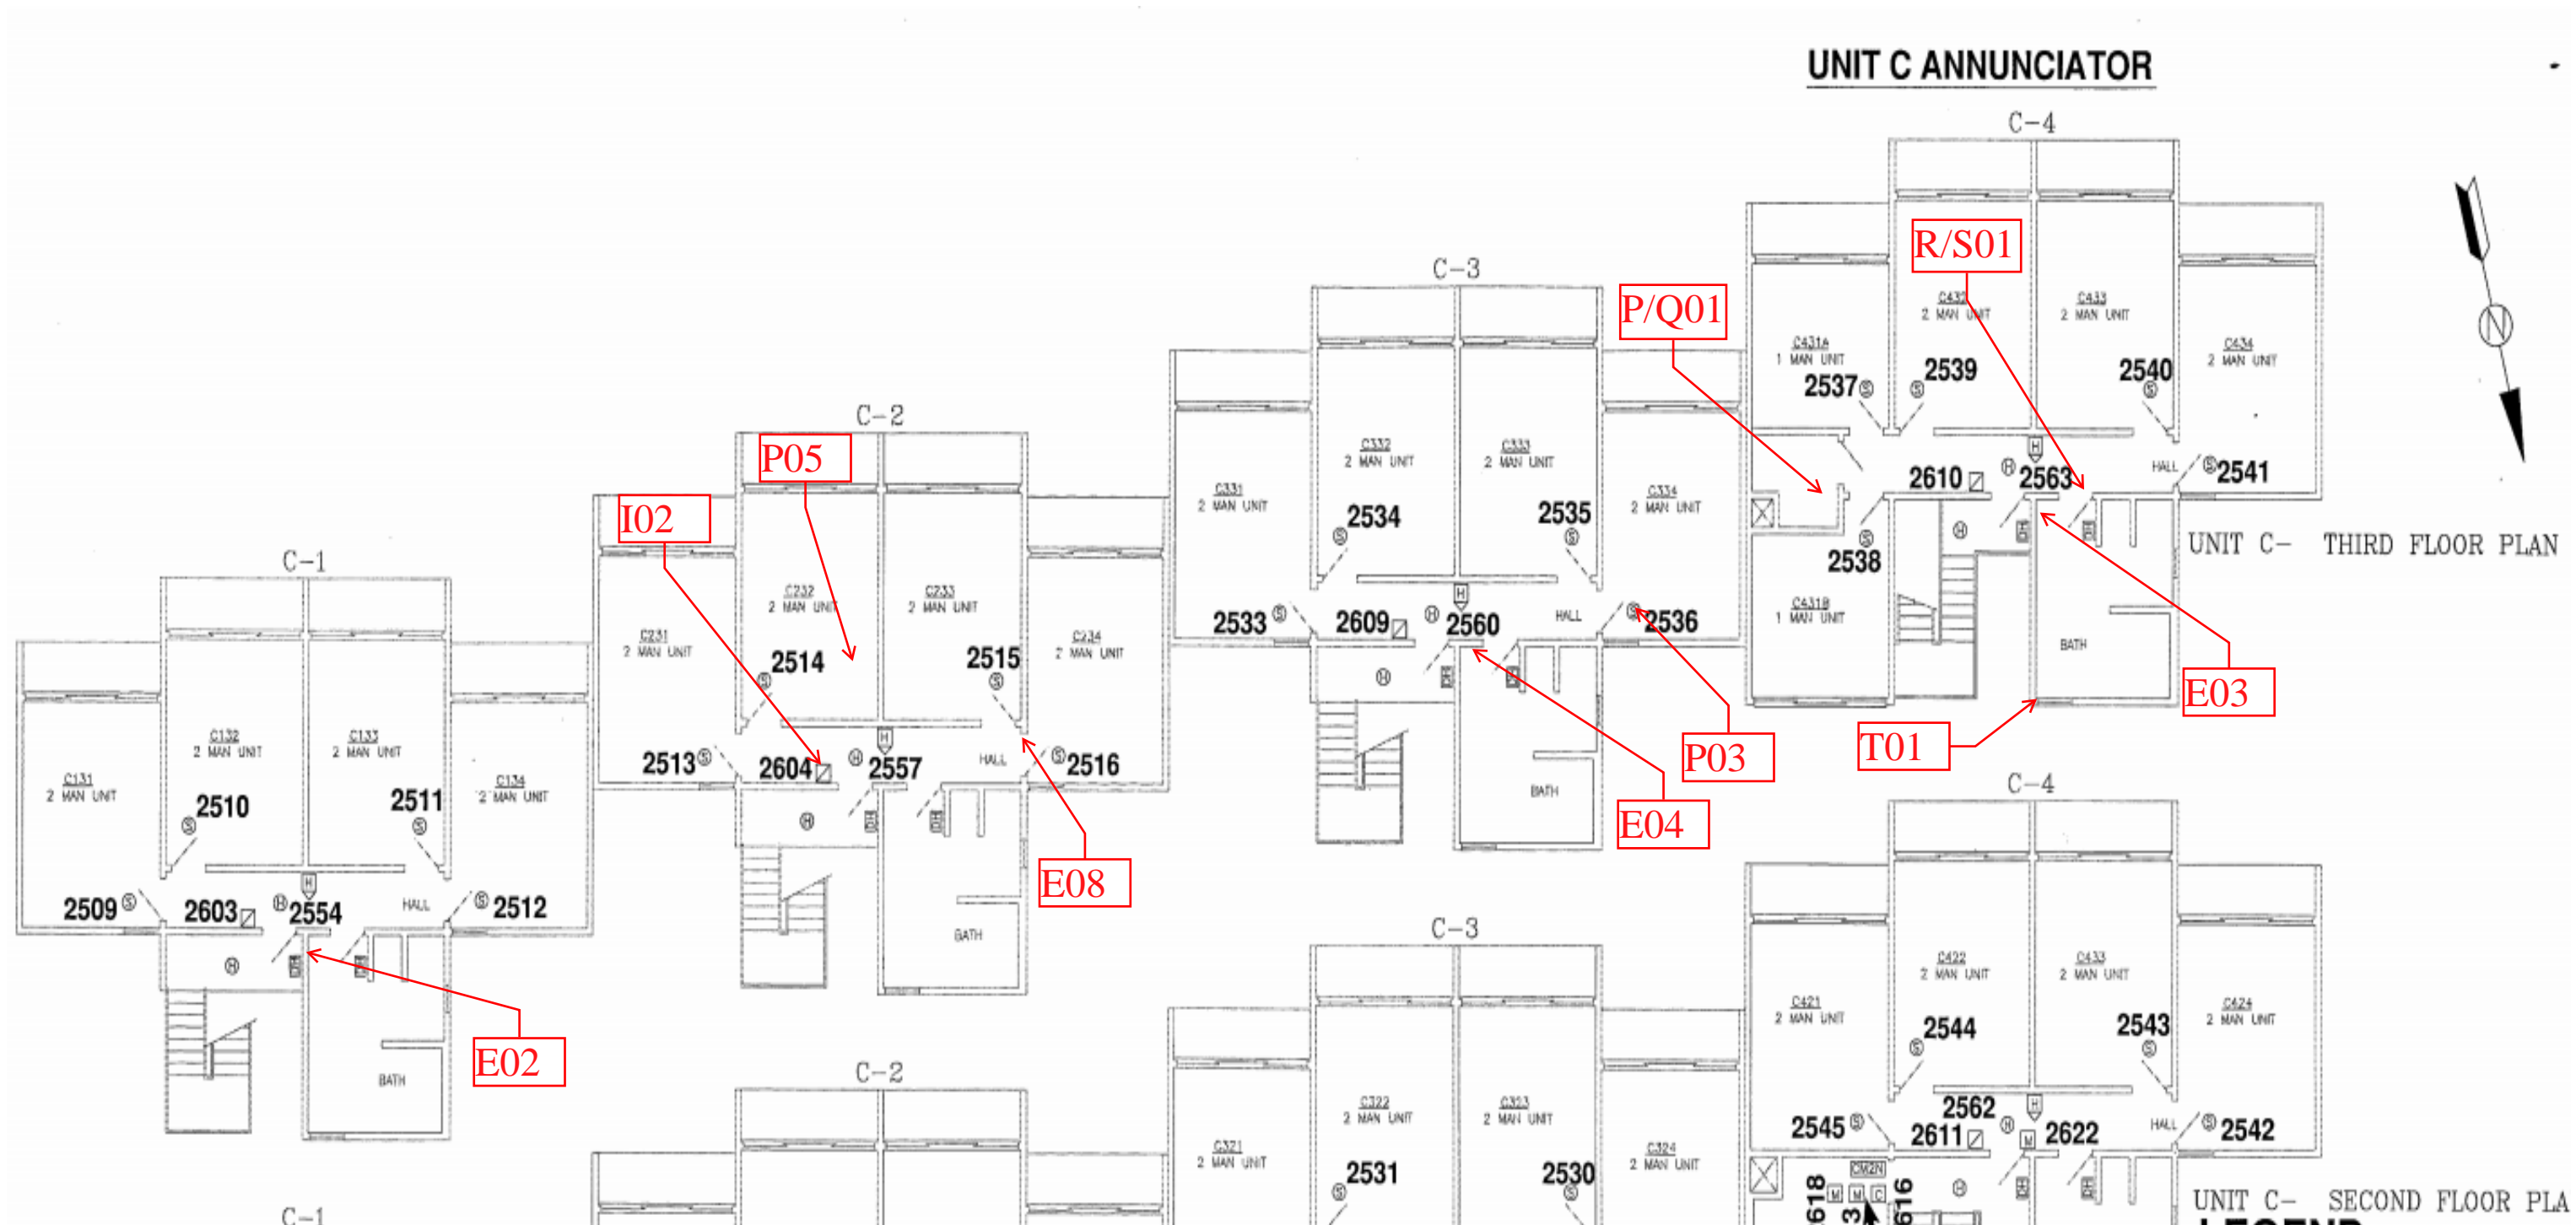 UNIT C ANNUNCIATOR
C-4
R/S01
C432
2 MAN UNIT
C433
2 MAN UNIT
C431A
1 MAN UNIT
C434
2 MAN UNIT
2537
2539
2540
2610
2563
HALL
2541
N
P/Q01
2538
C431B
1 MAN UNIT
BATH
E03
T01
UNIT C- THIRD FLOOR PLAN
C-3
C332
2 MAN UNIT
C333
2 MAN UNIT
C331
2 MAN UNIT
C334
2 MAN UNIT
2534
2535
2533
2609
2560
HALL
2536
BATH
P03
E04
C-2
P05
I02
C232
2 MAN UNIT
C233
2 MAN UNIT
C231
2 MAN UNIT
C234
2 MAN UNIT
2514
2515
2513
2604
2557
HALL
2516
E08
BATH
C-1
C132
2 MAN UNIT
C133
2 MAN UNIT
C131
2 MAN UNIT
C134
2 MAN UNIT
2510
2511
2509
2603
2554
HALL
2512
BATH
E02
C-4
C422
2 MAN UNIT
C433
2 MAN UNIT
C421
2 MAN UNIT
C424
2 MAN UNIT
2544
2543
2562
2545
2611
M
2622
HALL
2542
CM2N
618
M
M
C
3
616
UNIT C- SECOND FLOOR PLA
C-3
C322
2 MAN UNIT
C323
2 MAN UNIT
C321
2 MAN UNIT
C324
2 MAN UNIT
2531
2530
C-2
C-1